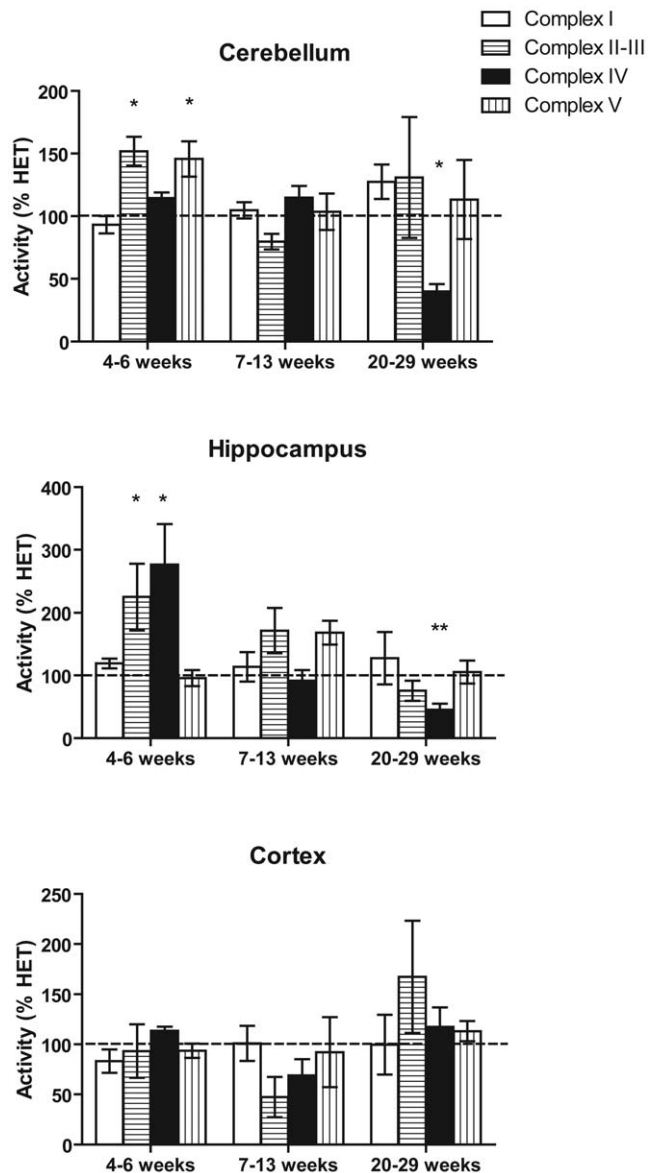 Complex I
Complex II-III
Complex IV
Complex V
Cerebellum
Activity (% HET)
200
150
100
50
0
*
*
*
4-6 weeks
7-13 weeks
20-29 weeks
Hippocampus
Activity (% HET)
400
300
200
100
0
*
*
**
4-6 weeks
7-13 weeks
20-29 weeks
Cortex
Activity (% HET)
250
200
150
100
50
0
4-6 weeks
7-13 weeks
20-29 weeks